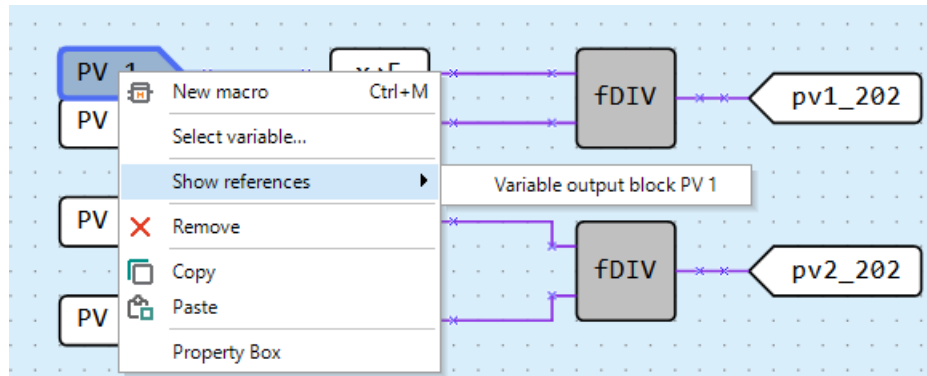 PV 1
PV
PV
PV
fDIV
pv1_202
fDIV
pv2_202
New macro Ctrl+M
Select variable...
Show references
Variable output block PV 1
Remove
Copy
Paste
Property Box